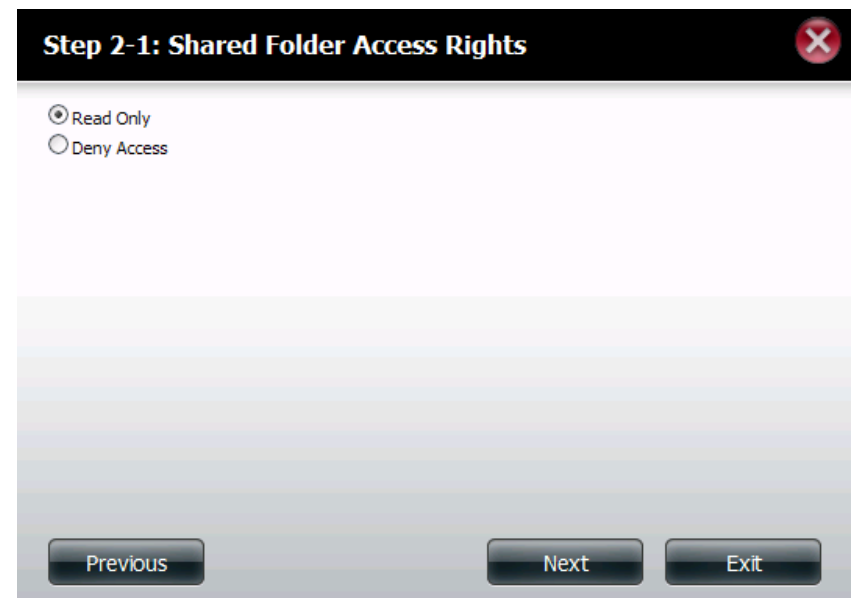 Step 2-1: Shared Folder Access Rights
Read Only
Deny Access
Previous Next Exit